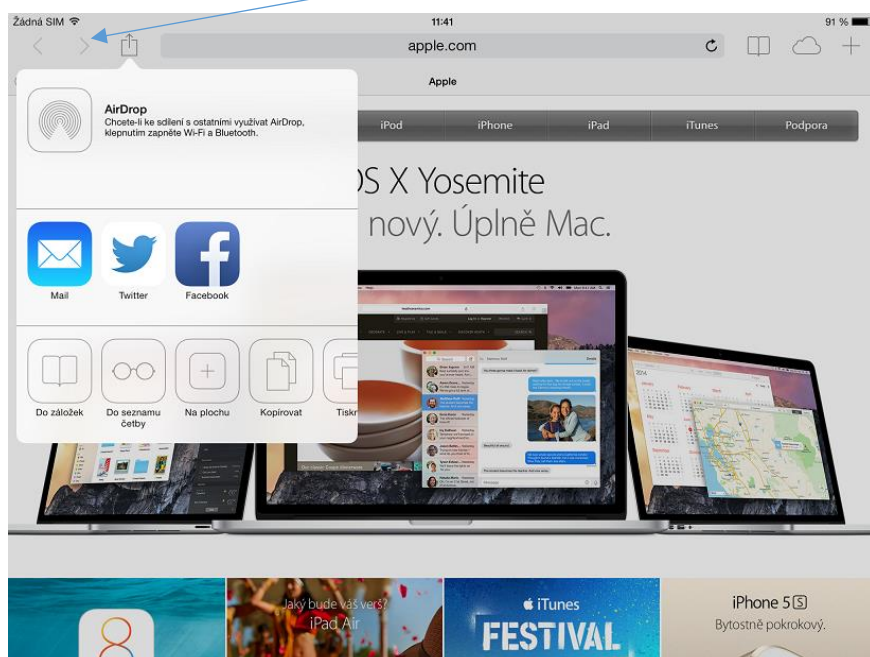 Žádná SIM
11:41
91 %
apple.com
Apple
AirDrop
Chcete-li ke sdílení s ostatními využívat AirDrop,
klepnutím zapněte Wi-Fi a Bluetooth.
iPod
iPhone
iPad
iTunes
Podpora
OS X Yosemite
nový. Úplně Mac.
Mail
Twitter
Facebook
Do záložek
Do seznamu
četby
Na plochu
Kopírovat
Tiskn
2014
8
Jaký bude váš verš?
iPad Air
iTunes
FESTIVAL
iPhone 5S
Bytostně pokrokový.